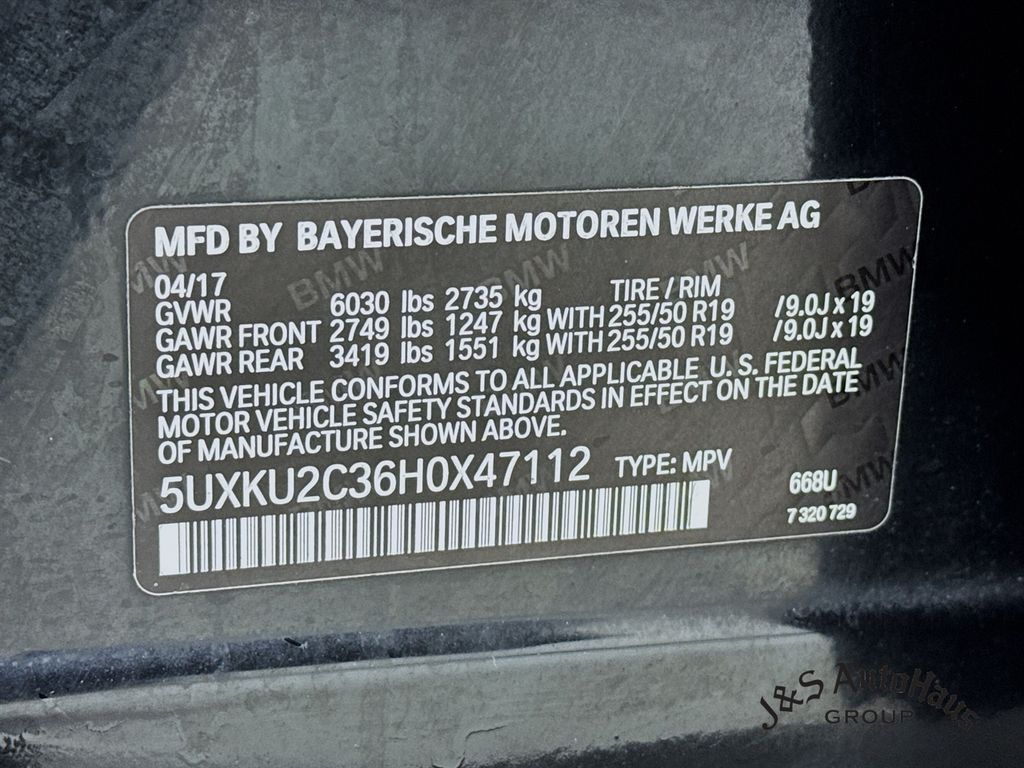 MFD BY BAYERISCHE MOTOREN WERKE AG
04/17 TIRE / RIM
GVWR 6030 lbs 2735 kg
GAWR FRONT 2749 lbs 1247 kg WITH 255/50 R19 /9.0J x 19
GAWR REAR 3419 lbs 1551 kg WITH 255/50 R19 /9.0J x 19
THIS VEHICLE CONFORMS TO ALL APPLICABLE U. S. FEDERAL
MOTOR VEHICLE SAFETY STANDARDS IN EFFECT ON THE DATE
OF MANUFACTURE SHOWN ABOVE.
5UXKU2C36H0X47112 TYPE: MPV 668U
7 320 729
J&S AutoHaus
GROUP